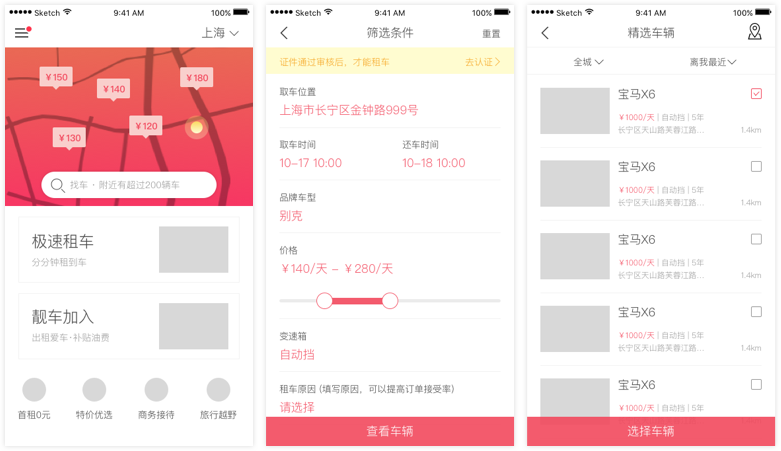 Sketch 9:41 AM 100%
上海
￥150
￥180
￥140
￥120
￥130
找车 · 附近有超过200辆车
极速租车
分分钟租到车
靓车加入
出租爱车·补贴油费
首租0元 特价优选 商务接待 旅行越野
Sketch 9:41 AM 100%
筛选条件 重置
证件通过审核后，才能租车 去认证
取车位置
上海市长宁区金钟路999号
取车时间 还车时间
10-17 10:00 10-18 10:00
品牌车型
别克
价格
￥140/天 - ￥280/天
变速箱
自动挡
租车原因 (填写原因，可以提高订单接受率)
请选择
查看车辆
Sketch 9:41 AM 100%
精选车辆
全城 离我最近
宝马X6
￥1000/天 | 自动挡 | 5年
长宁区天山路芙蓉江路... 1.4km
宝马X6
￥1000/天 | 自动挡 | 5年
长宁区天山路芙蓉江路... 1.4km
宝马X6
￥1000/天 | 自动挡 | 5年
长宁区天山路芙蓉江路... 1.4km
宝马X6
￥1000/天 | 自动挡 | 5年
长宁区天山路芙蓉江路... 1.4km
宝马X6
￥1000/天 | 自动挡 | 5年
选择车辆